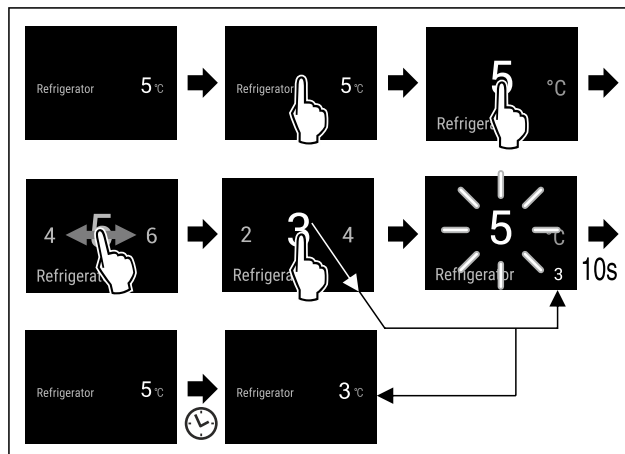 Refrigerator 5 °C
Refrigerator 5 °C
5 °C
Refriger
4 5 6
Refrigerat
2 3 4
Refrigera
5 °C
Refrigerator 3
10s
Refrigerator 5 °C
Refrigerator 3 °C